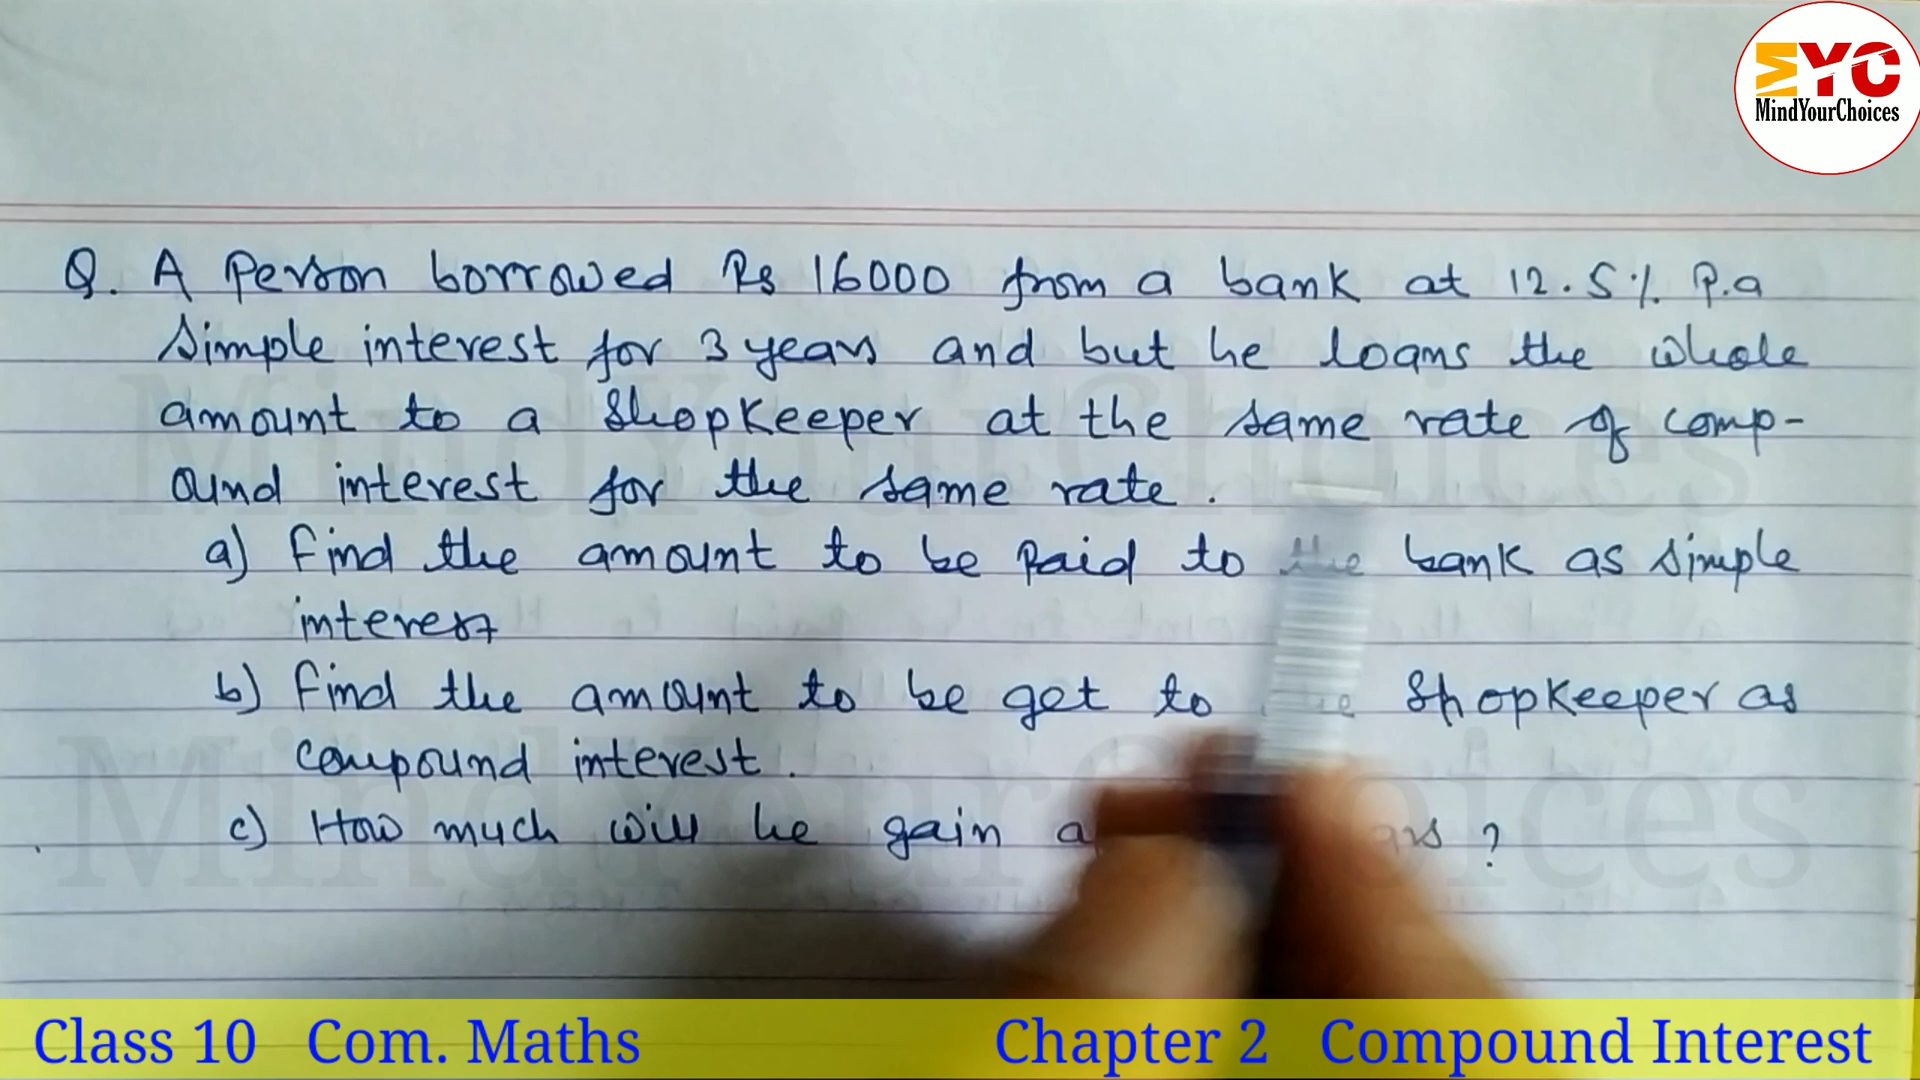 MYC
MindYourChoices
Q. A Person borrowed Rs 16000 from a bank at 12.5% P.a
Simple interest for 3 years and but he loans the whole
amount to a Shopkeeper at the same rate of comp-
ound interest for the same rate.
a) Find the amount to be paid to the bank as simple
interest
b) Find the amount to be get to Shopkeeper as
compound interest.
c) How much will he gain ?
MindYourChoices
MindYourChoices
Class 10 Com. Maths Chapter 2 Compound Interest